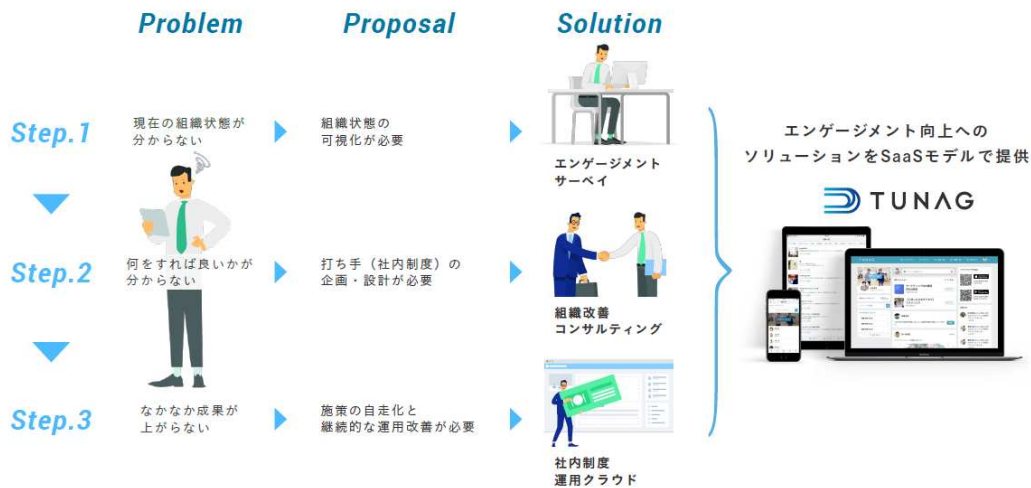 Problem
Proposal
Solution
Step.1
現在の組織状態が
分からない
組織状態の
可視化が必要
エンゲージメント
サーベイ
Step.2
何をすれば良いかが
分からない
打ち手（社内制度）の
企画・設計が必要
組織改善
コンサルティング
Step.3
なかなか成果が
上がらない
施策の自走化と
継続的な運用改善が必要
社内制度
運用クラウド
エンゲージメント向上への
ソリューションをSaaSモデルで提供
TUNAG